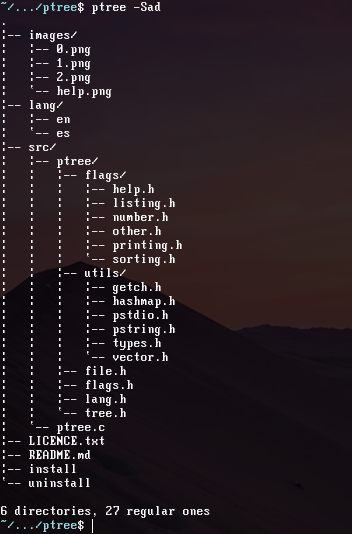 ~/.../ptree$ ptree -Sad
.
¦-- images/
¦   ¦-- 0.png
¦   ¦-- 1.png
¦   ¦-- 2.png
¦   '-- help.png
¦-- lang/
¦   ¦-- en
¦   '-- es
¦-- src/
¦   ¦-- ptree/
¦   ¦   ¦-- flags/
¦   ¦   ¦   ¦-- help.h
¦   ¦   ¦   ¦-- listing.h
¦   ¦   ¦   ¦-- number.h
¦   ¦   ¦   ¦-- other.h
¦   ¦   ¦   ¦-- printing.h
¦   ¦   ¦   '-- sorting.h
¦   ¦   ¦-- utils/
¦   ¦   ¦   ¦-- getch.h
¦   ¦   ¦   ¦-- hashmap.h
¦   ¦   ¦   ¦-- pstdio.h
¦   ¦   ¦   ¦-- pstring.h
¦   ¦   ¦   ¦-- types.h
¦   ¦   ¦   '-- vector.h
¦   ¦   ¦-- file.h
¦   ¦   ¦-- flags.h
¦   ¦   ¦-- lang.h
¦   ¦   '-- tree.h
¦   '-- ptree.c
¦-- LICENCE.txt
¦-- README.md
¦-- install
'-- uninstall

6 directories, 27 regular ones
~/.../ptree$